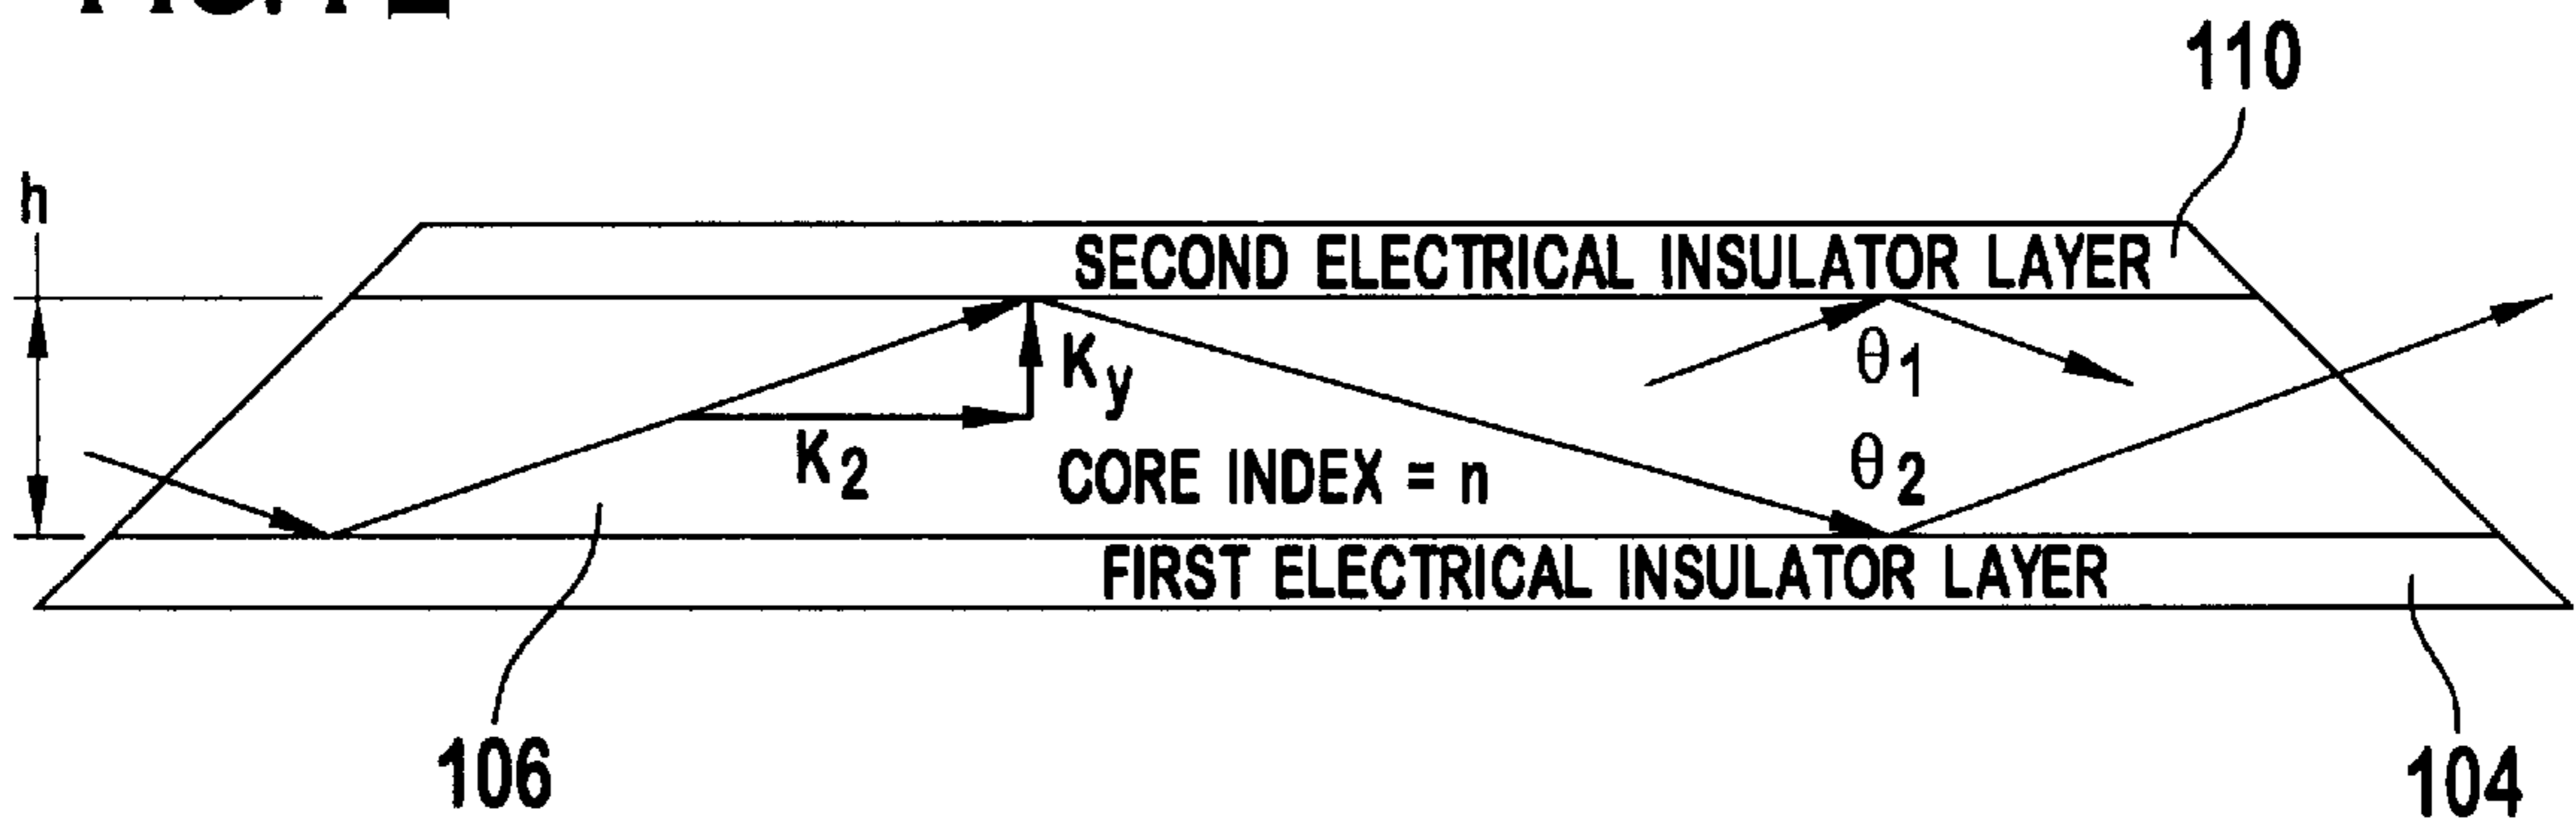 110
h
SECOND ELECTRICAL INSULATOR LAYER
Ky
θ1
K2
θ2
CORE INDEX = n
FIRST ELECTRICAL INSULATOR LAYER
106
104